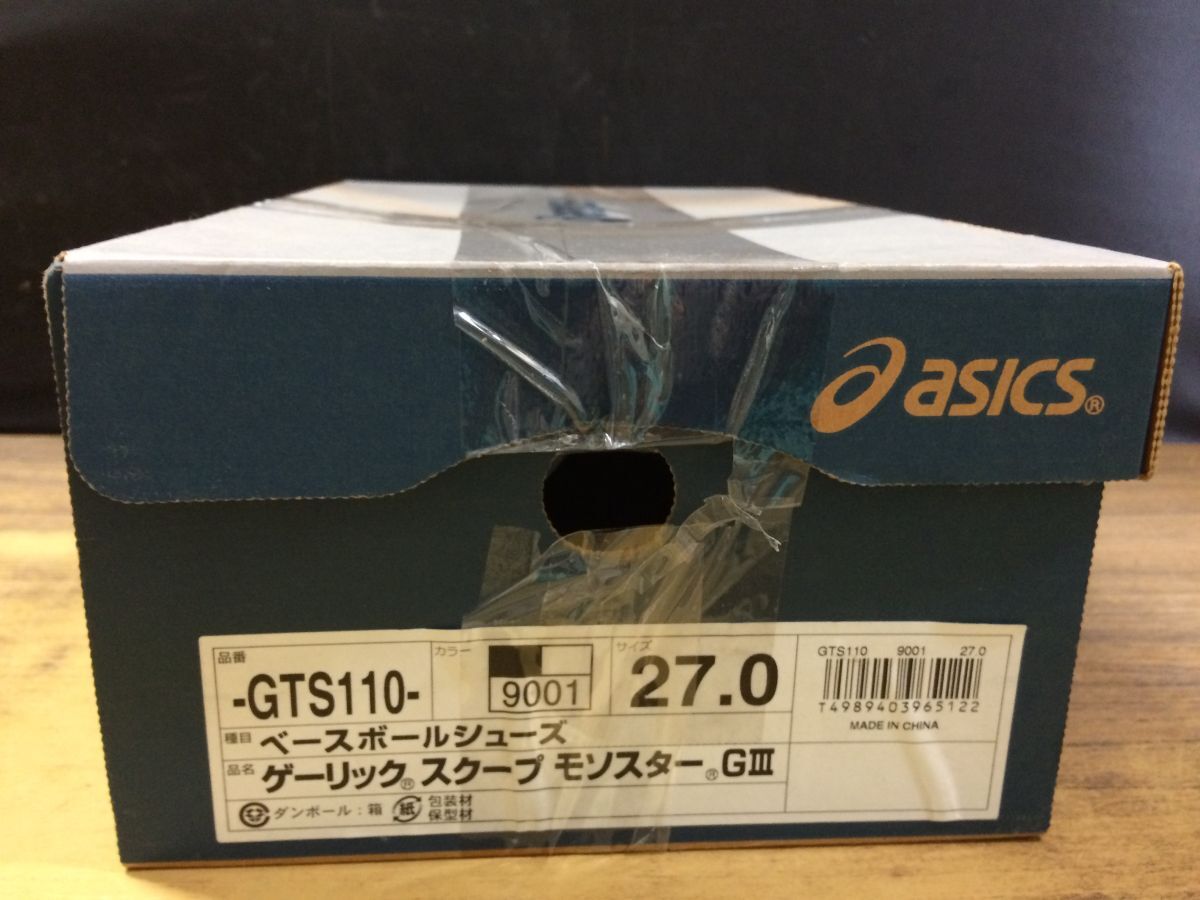 asics®
品番
-GTS110-
カラー
9001
サイズ
27.0
GTS110 9001 27.0
T4989403965122
MADE IN CHINA
種目 ベースボールシューズ
品名 ゲーリック® スクープ モンスター® GⅢ
ダンボール：箱 紙 包装材
保型材